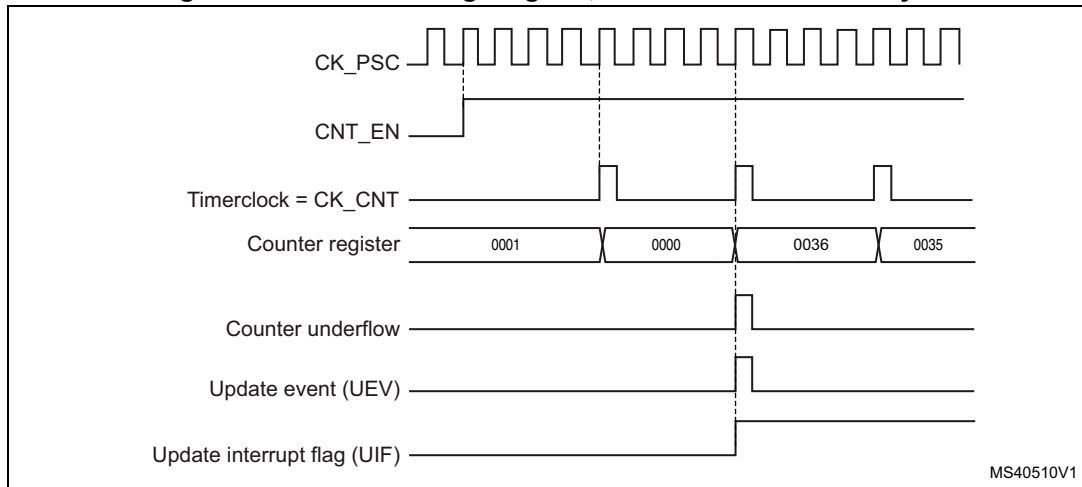 CK_PSC
CNT_EN
Timerclock = CK_CNT
Counter register 0001 0000 0036 0035
Counter underflow
Update event (UEV)
Update interrupt flag (UIF)
MS40510V1